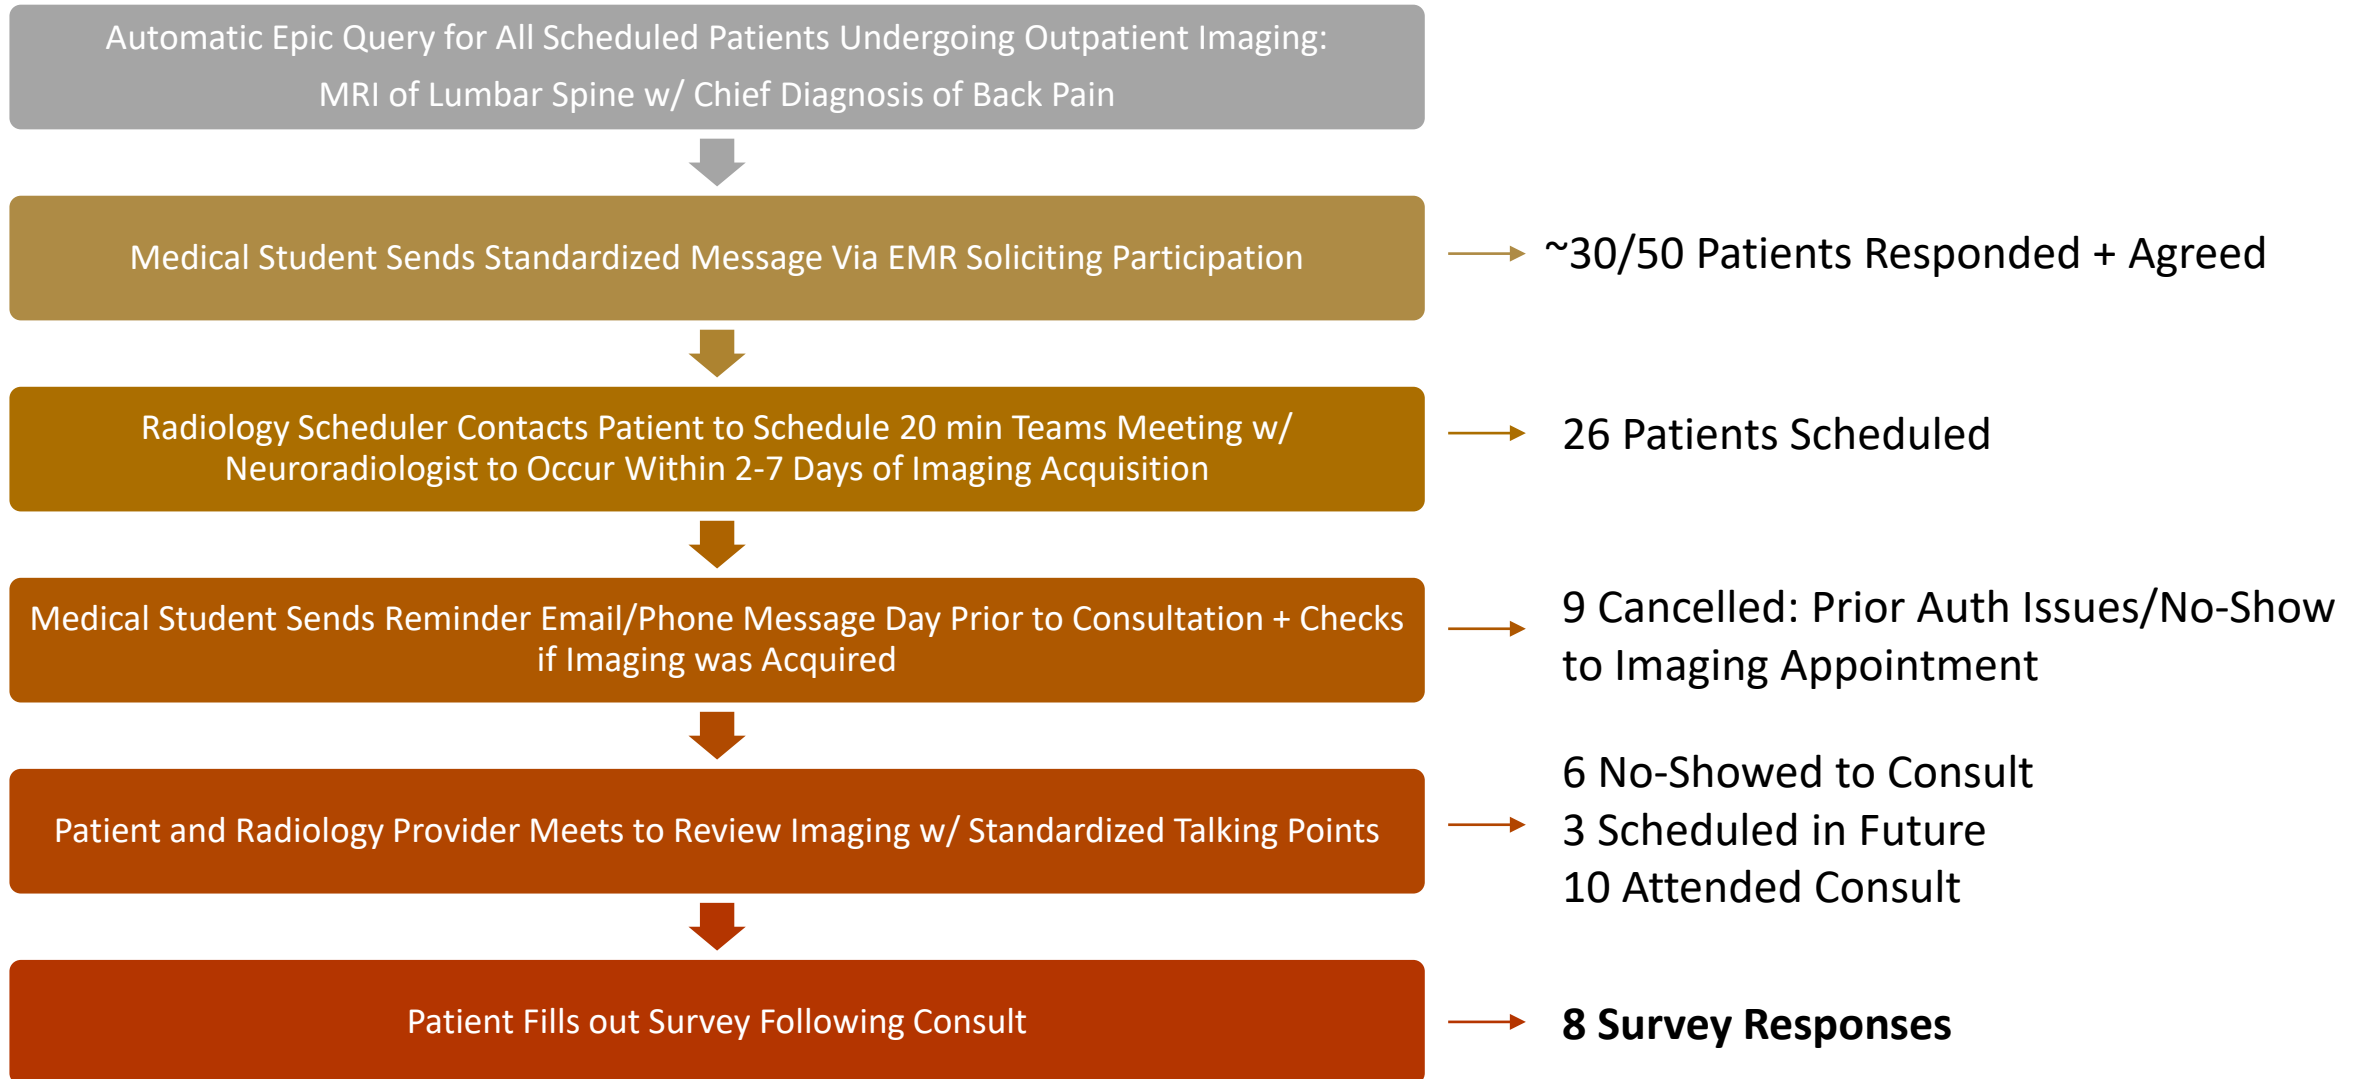 Automatic Epic Query for All Scheduled Patients Undergoing Outpatient Imaging:
MRI of Lumbar Spine w/ Chief Diagnosis of Back Pain
Medical Student Sends Standardized Message Via EMR Soliciting Participation
~30/50 Patients Responded + Agreed
Radiology Scheduler Contacts Patient to Schedule 20 min Teams Meeting w/
Neuroradiologist to Occur Within 2-7 Days of Imaging Acquisition
26 Patients Scheduled
Medical Student Sends Reminder Email/Phone Message Day Prior to Consultation + Checks
if Imaging was Acquired
9 Cancelled: Prior Auth Issues/No-Show
to Imaging Appointment
Patient and Radiology Provider Meets to Review Imaging w/ Standardized Talking Points
6 No-Showed to Consult
3 Scheduled in Future
10 Attended Consult
Patient Fills out Survey Following Consult
8 Survey Responses